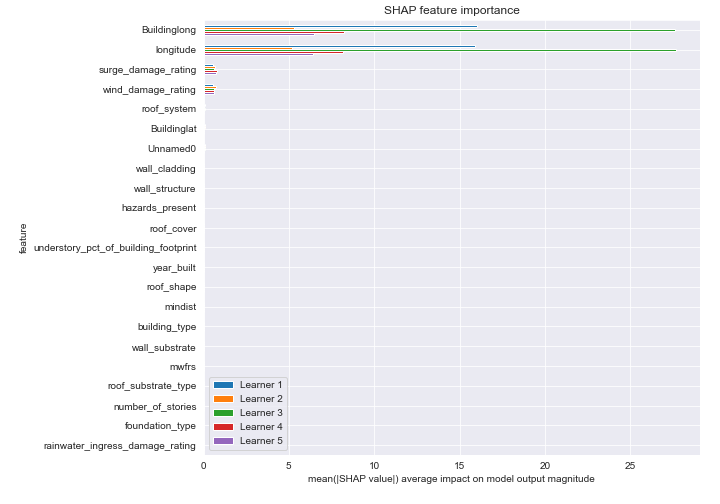 SHAP feature importance
Buildinglong
longitude
surge_damage_rating
wind_damage_rating
roof_system
Buildinglat
Unnamed0
wall_cladding
wall_structure
hazards_present
roof_cover
understory_pct_of_building_footprint
year_built
roof_shape
mindist
building_type
wall_substrate
mwfrs
roof_substrate_type
number_of_stories
foundation_type
rainwater_ingress_damage_rating
feature
Learner 1
Learner 2
Learner 3
Learner 4
Learner 5
0 5 10 15 20 25
mean(|SHAP value|) average impact on model output magnitude